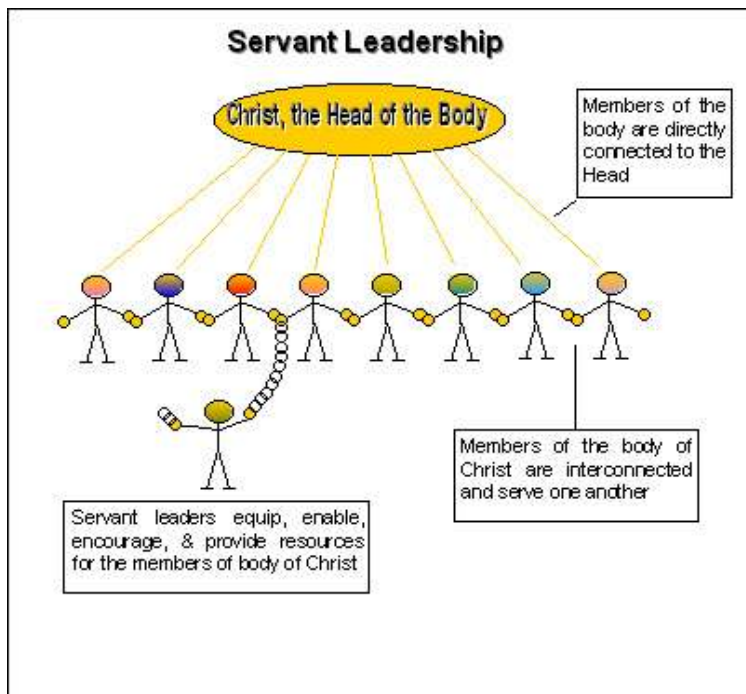 Servant Leadership
Christ, the Head of the Body
Members of the
body are directly
connected to the
Head
Members of the body of
Christ are interconnected
and serve one another
Servant leaders equip, enable,
encourage, & provide resources
for the members of body of Christ